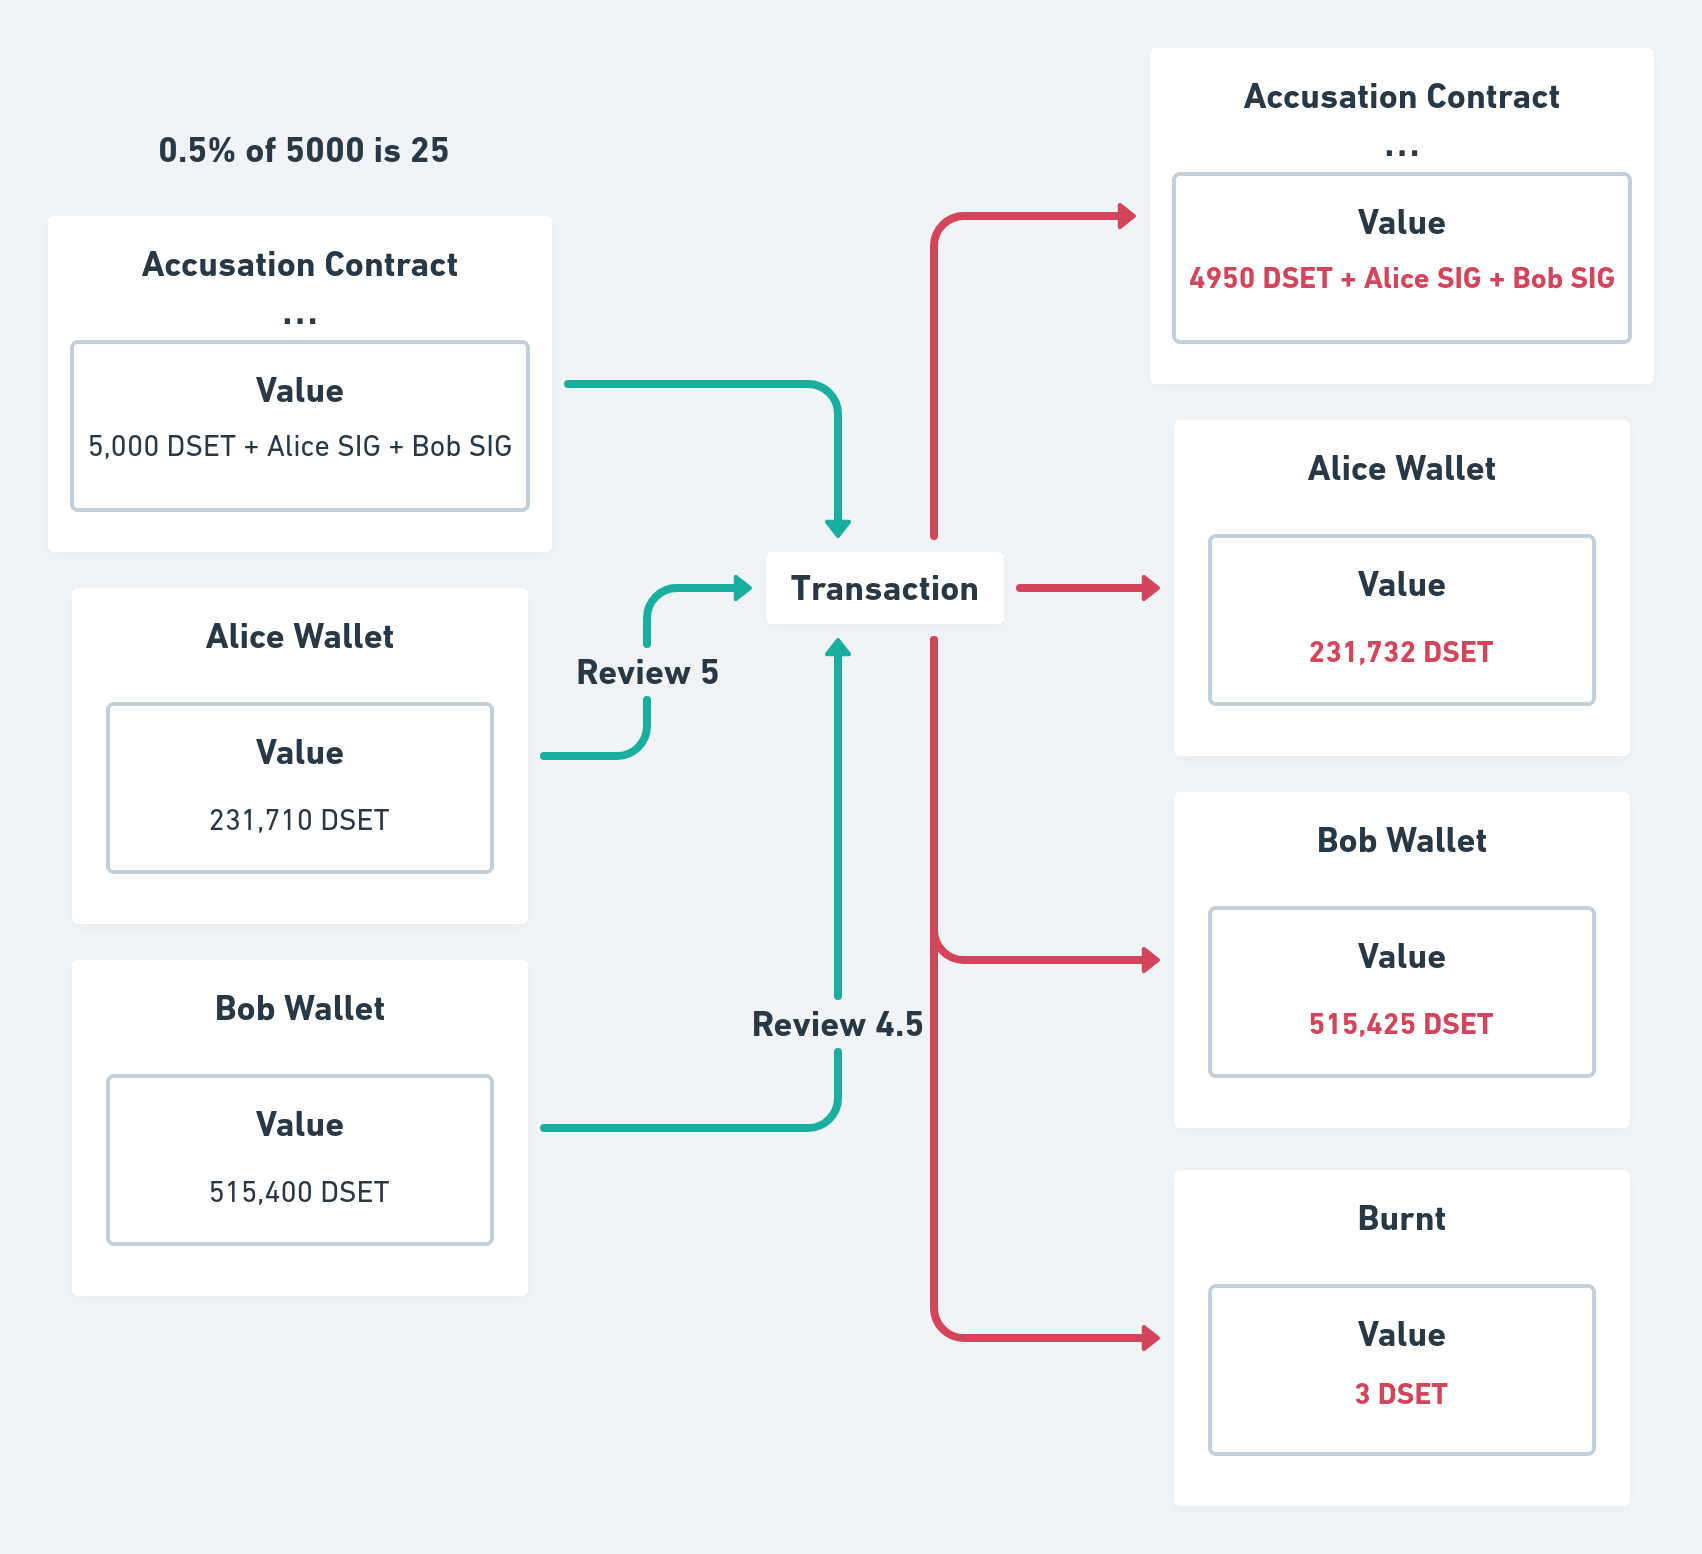 0.5% of 5000 is 25
Accusation Contract
...
Value
5,000 DSET + Alice SIG + Bob SIG
Alice Wallet
Value
231,710 DSET
Bob Wallet
Value
515,400 DSET
Review 5
Transaction
Review 4.5
Accusation Contract
...
Value
4950 DSET + Alice SIG + Bob SIG
Alice Wallet
Value
231,732 DSET
Bob Wallet
Value
515,425 DSET
Burnt
Value
3 DSET